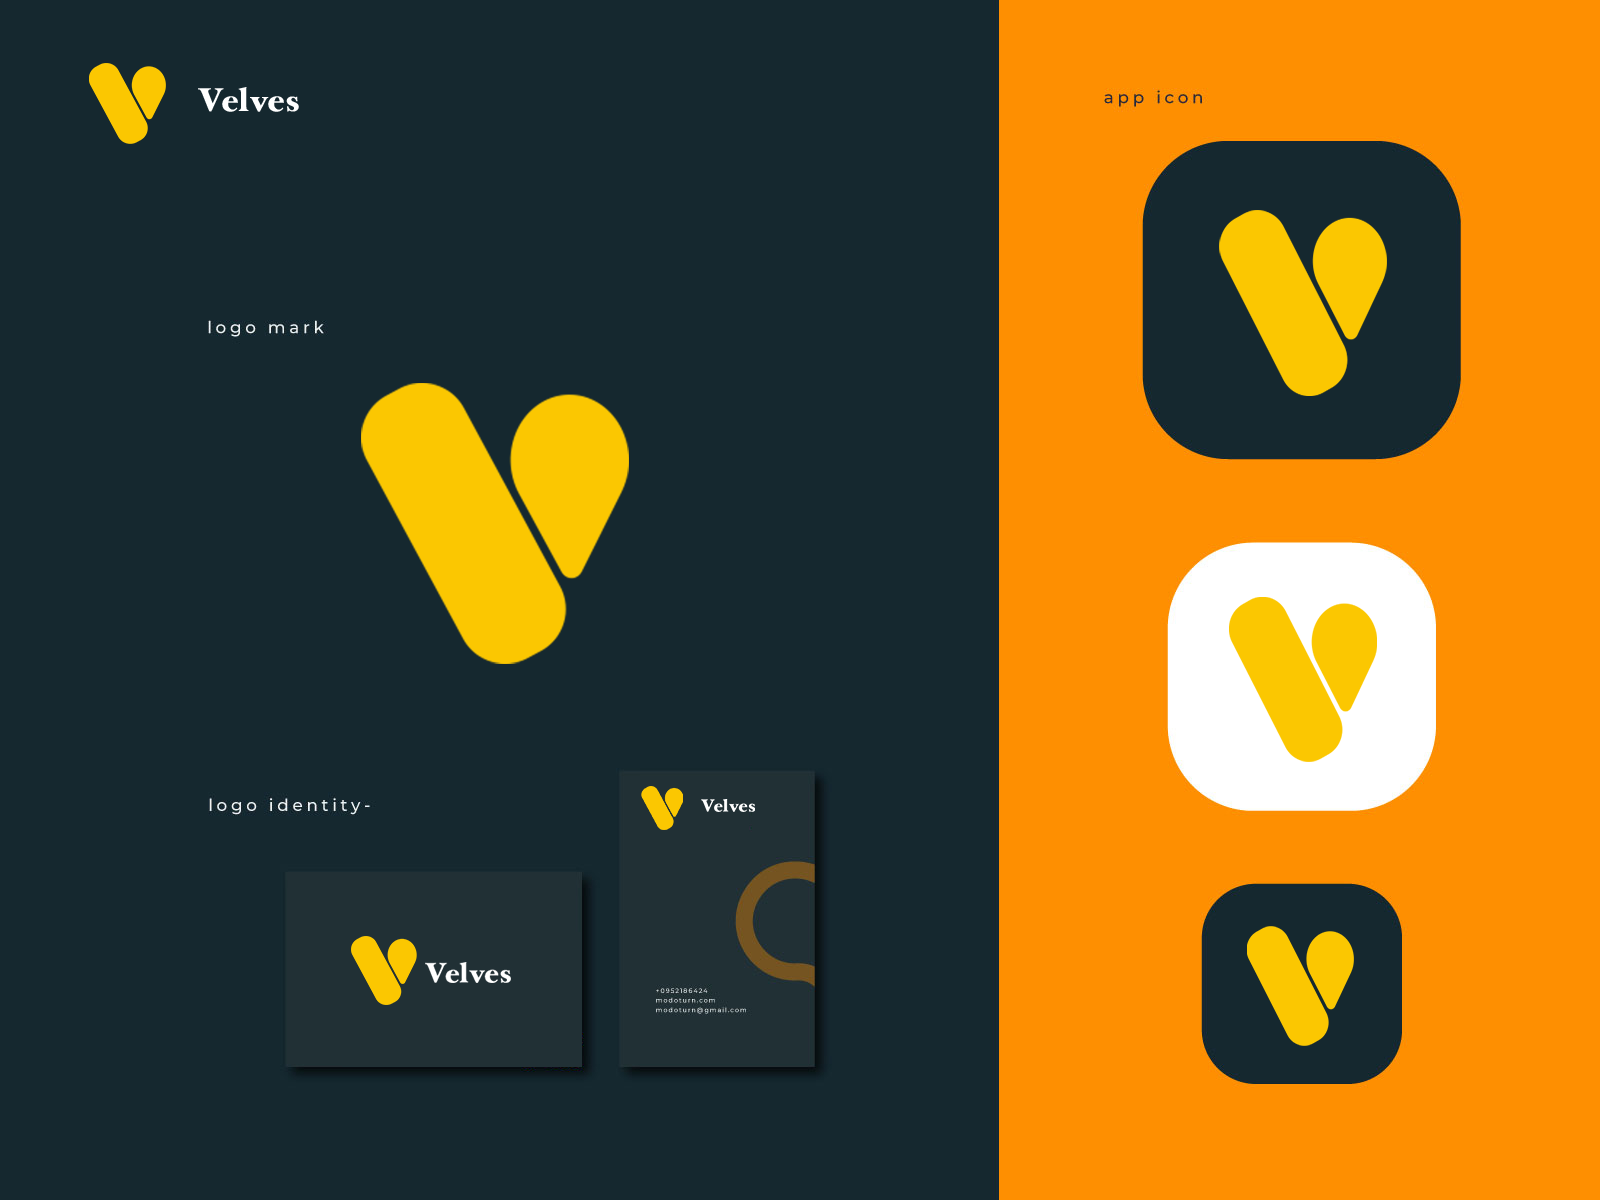 Velves
logo mark
logo identity-
Velves
Velves
+0952186424
modoturn.com
modoturn@gmail.com
app icon